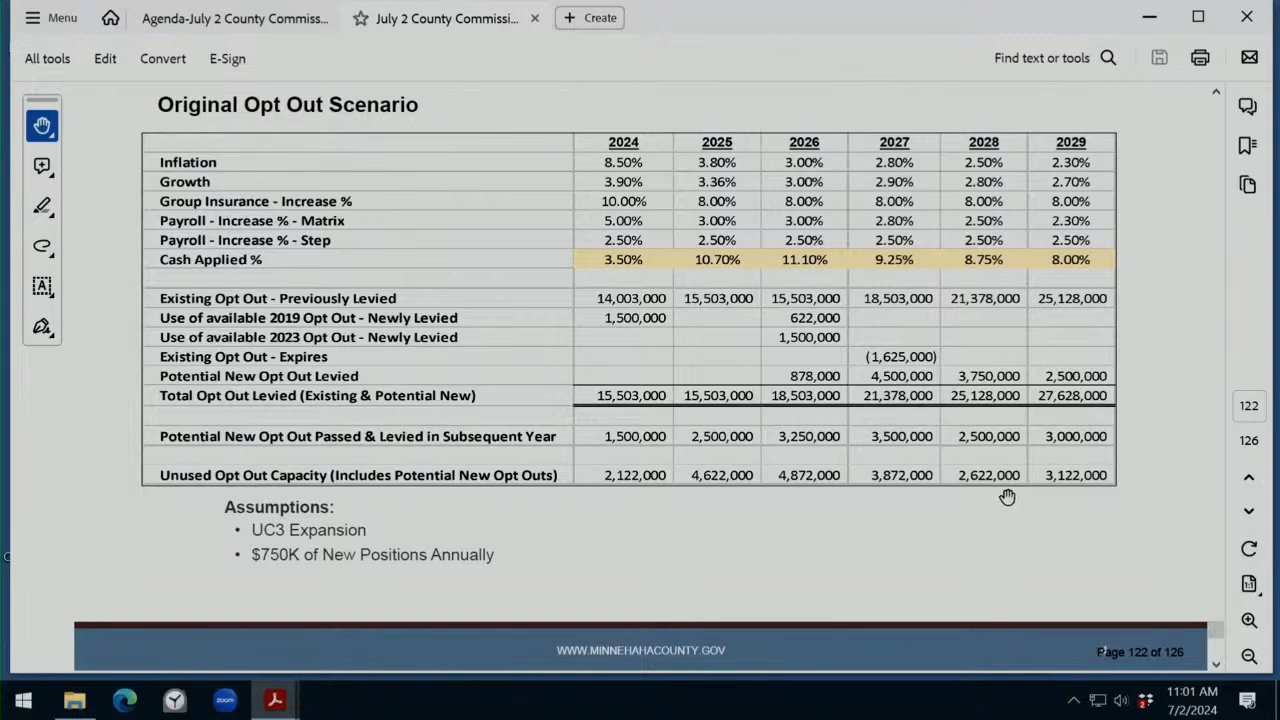 Menu Agenda-July 2 County Commiss... July 2 County Commissi... Create
All tools Edit Convert E-Sign Find text or tools
Original Opt Out Scenario
2024 2025 2026 2027 2028 2029
Inflation 8.50% 3.80% 3.00% 2.80% 2.50% 2.30%
Growth 3.90% 3.36% 3.00% 2.90% 2.80% 2.70%
Group Insurance - Increase % 10.00% 8.00% 8.00% 8.00% 8.00% 8.00%
Payroll - Increase % - Matrix 5.00% 3.00% 3.00% 2.80% 2.50% 2.30%
Payroll - Increase % - Step 2.50% 2.50% 2.50% 2.50% 2.50% 2.50%
Cash Applied % 3.50% 10.70% 11.10% 9.25% 8.75% 8.00%
Existing Opt Out - Previously Levied 14,003,000 15,503,000 15,503,000 18,503,000 21,378,000 25,128,000
Use of available 2019 Opt Out - Newly Levied 1,500,000 622,000
Use of available 2023 Opt Out - Newly Levied 1,500,000
Existing Opt Out - Expires (1,625,000)
Potential New Opt Out Levied 878,000 4,500,000 3,750,000 2,500,000
Total Opt Out Levied (Existing & Potential New) 15,503,000 15,503,000 18,503,000 21,378,000 25,128,000 27,628,000
122
Potential New Opt Out Passed & Levied in Subsequent Year 1,500,000 2,500,000 3,250,000 3,500,000 2,500,000 3,000,000
126
Unused Opt Out Capacity (Includes Potential New Opt Outs) 2,122,000 4,622,000 4,872,000 3,872,000 2,622,000 3,122,000
Assumptions:
• UC3 Expansion
• $750K of New Positions Annually
WWW.MINNEHAHACOUNTY.GOV Page 122 of 126
zoom 2 11:01 AM
7/2/2024